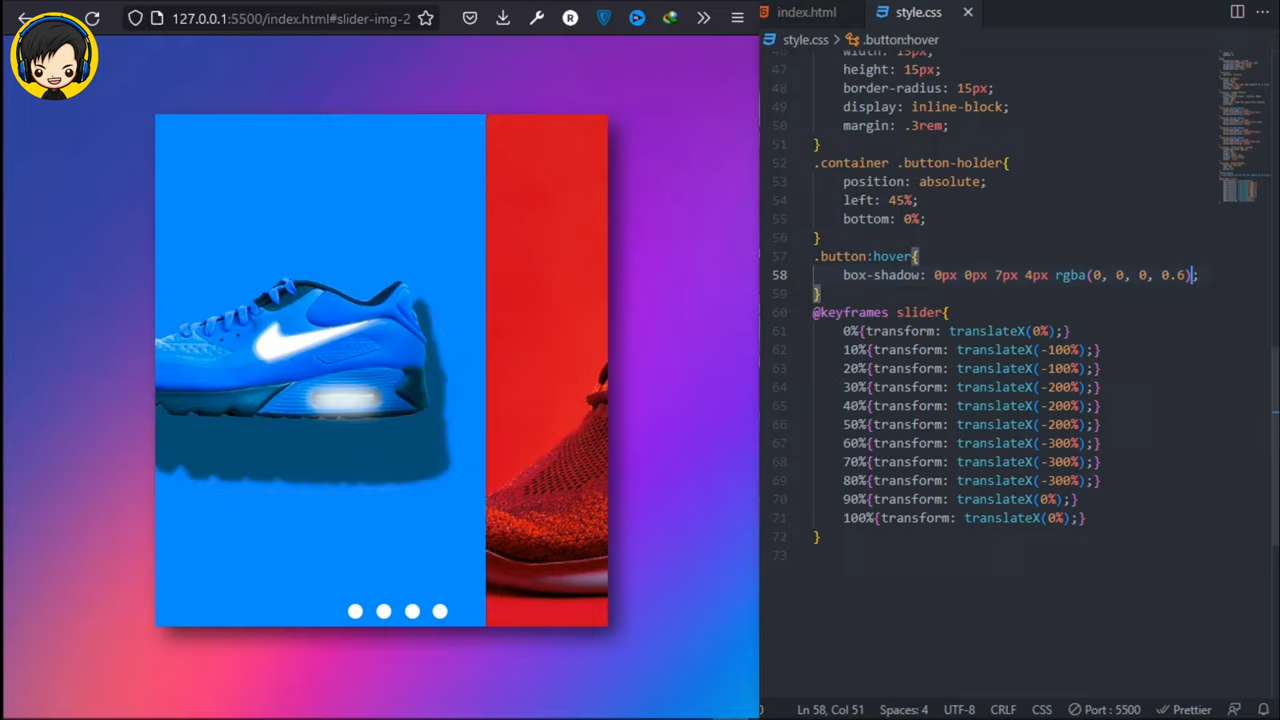 127.0.0.1:5500/index.html#slider-img-2
R
index.html
style.css
style.css > .button:hover
46 width: 15px;
47 height: 15px;
48 border-radius: 15px;
49 display: inline-block;
50 margin: .3rem;
51 }
52 .container .button-holder{
53 position: absolute;
54 left: 45%;
55 bottom: 0%;
56 }
57 .button:hover{
58 box-shadow: 0px 0px 7px 4px rgba(0, 0, 0, 0.6);
59 }
60 @keyframes slider{
61 0%{transform: translateX(0%);}
62 10%{transform: translateX(-100%);}
63 20%{transform: translateX(-100%);}
64 30%{transform: translateX(-200%);}
65 40%{transform: translateX(-200%);}
66 50%{transform: translateX(-200%);}
67 60%{transform: translateX(-300%);}
68 70%{transform: translateX(-300%);}
69 80%{transform: translateX(-300%);}
70 90%{transform: translateX(0%);}
71 100%{transform: translateX(0%);}
72 }
73
0 Ln 58, Col 51 Spaces: 4 UTF-8 CRLF CSS Port : 5500 Prettier